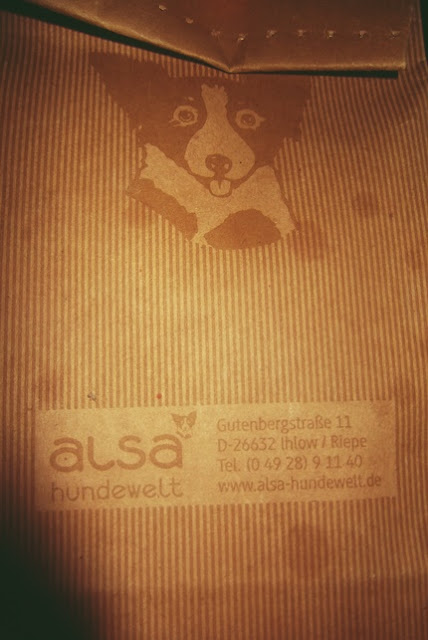 alsa
hundewelt
Gutenbergstraße 11
D-26632 Ihlow / Riepe
Tel. (0 49 28) 9 11 40
www.alsa-hundewelt.de